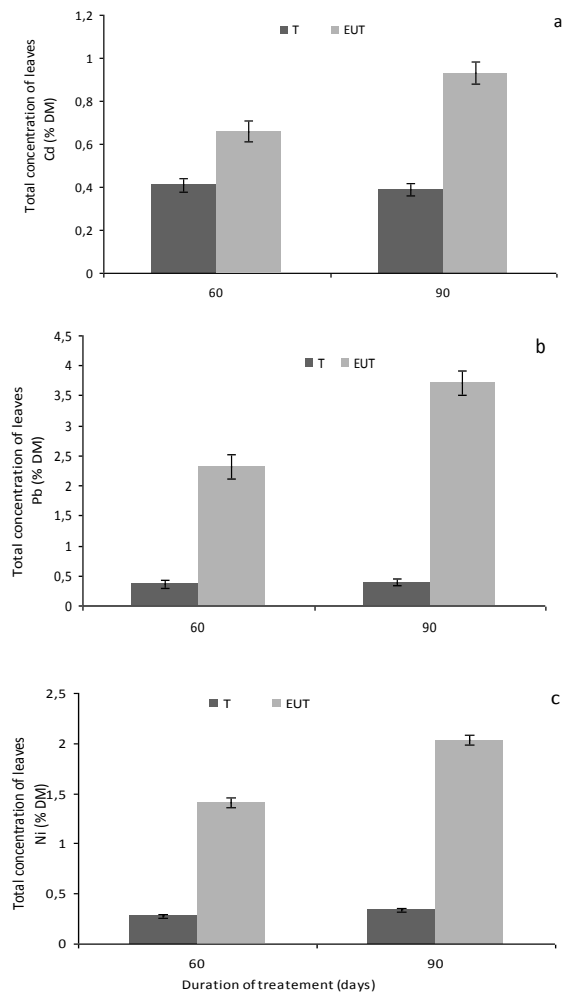 a
T EUT
Total concentration of leaves
Cd (% DM)
1,2
1
0,8
0,6
0,4
0,2
0
60 90
b
T EUT
Total concentration of leaves
Pb (% DM)
4,5
4
3,5
3
2,5
2
1,5
1
0,5
0
60 90
c
T EUT
Total concentration of leaves
Ni (% DM)
2,5
2
1,5
1
0,5
0
60 90
Duration of treatement (days)